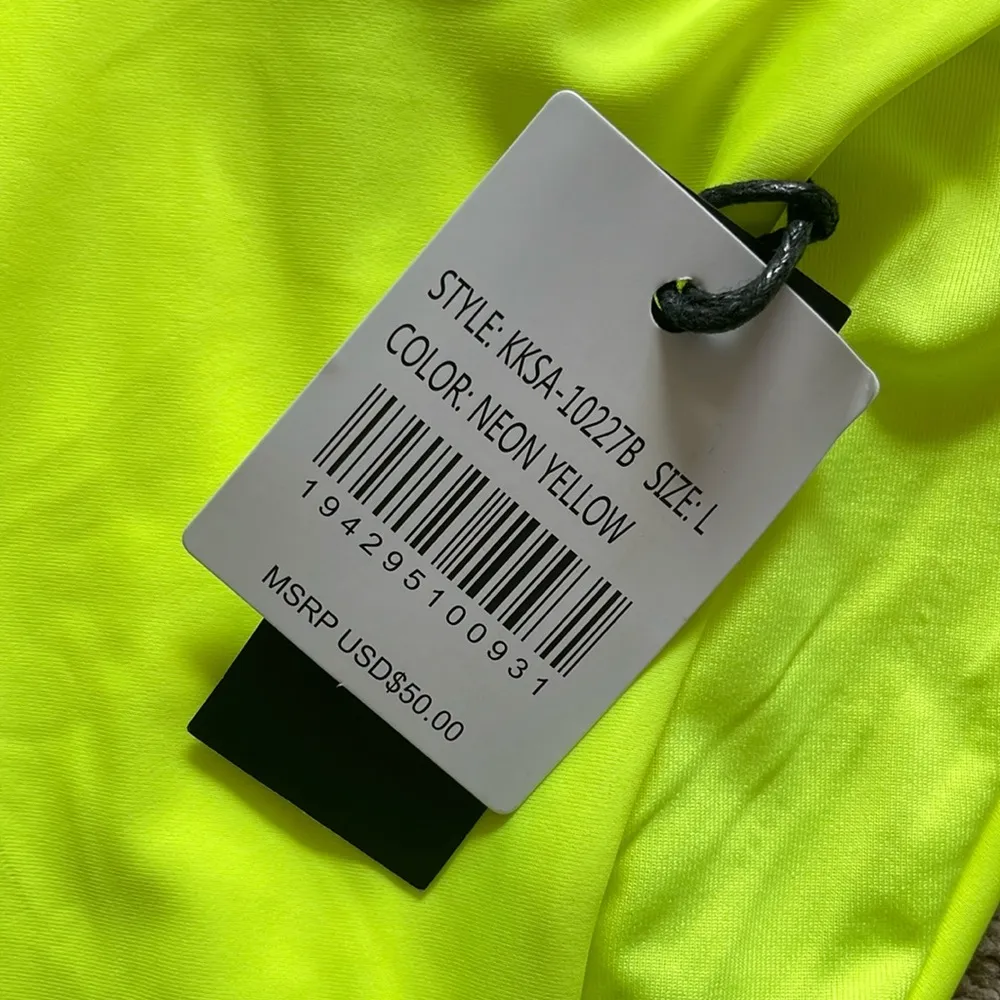 STYLE: KKSA-10227B SIZE: L
COLOR: NEON YELLOW
194295100931
MSRP USD$50.00